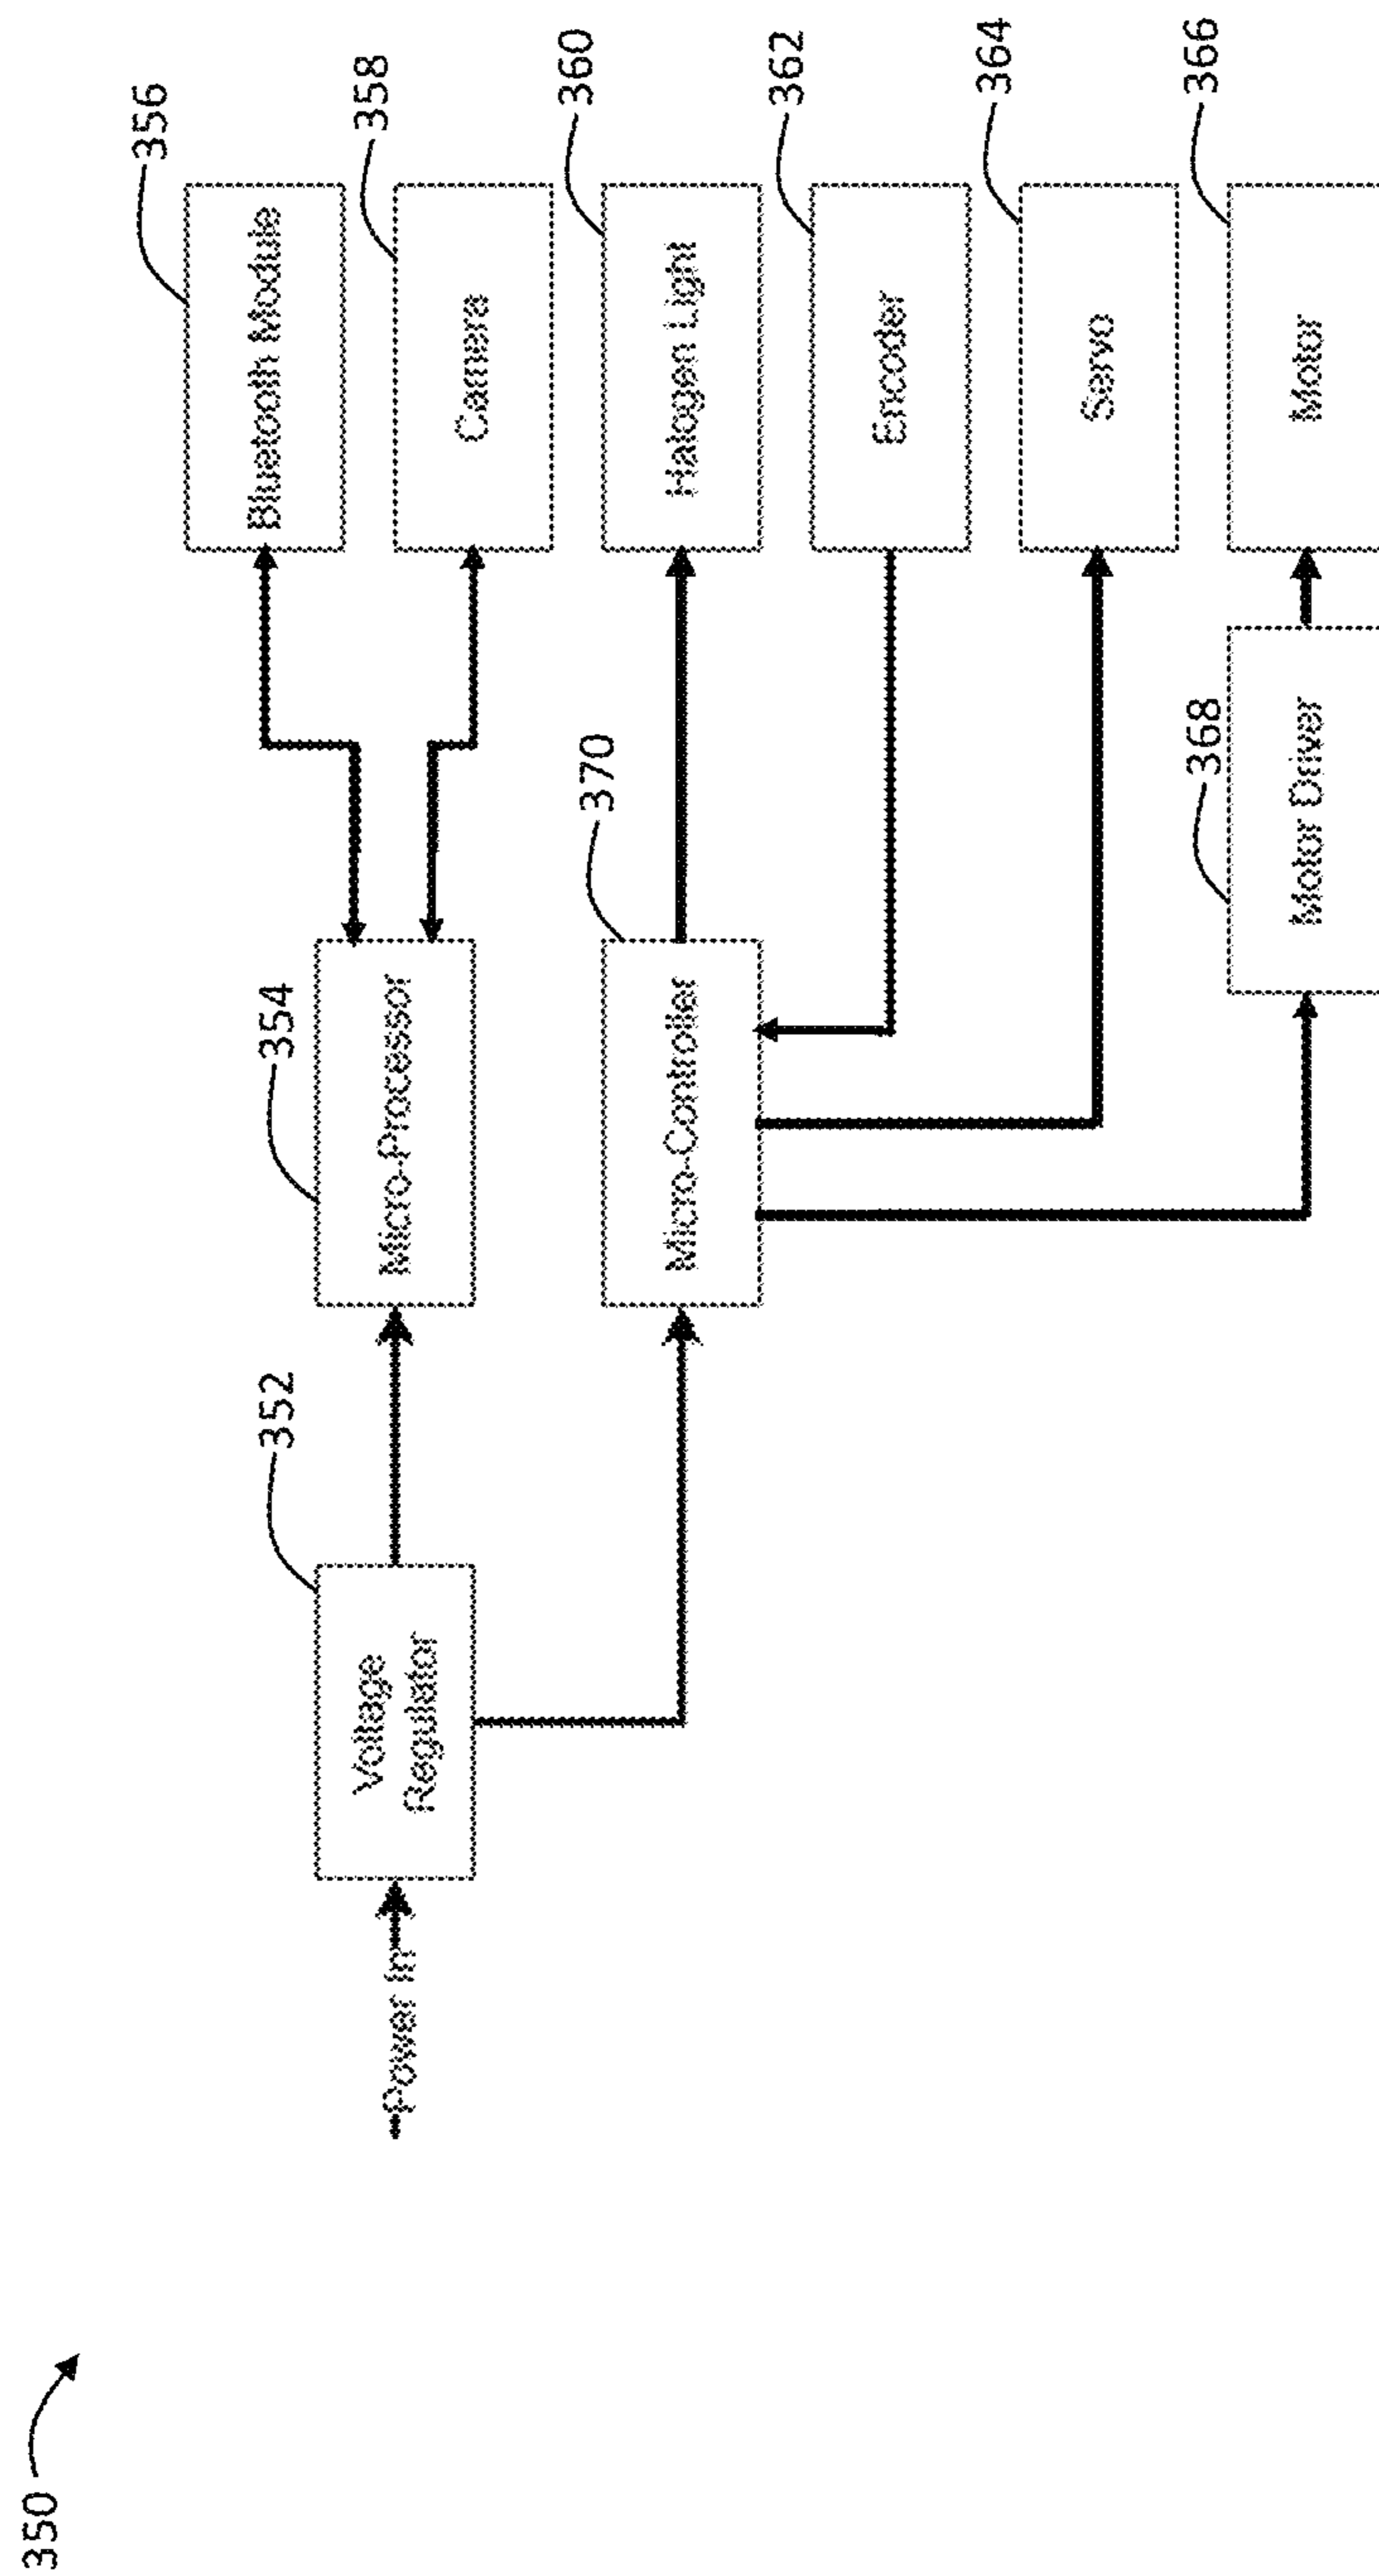 350
Power In
352
Voltage
Regulator
354
Micro-Processor
370
Micro-Controller
356
Bluetooth Module
358
Camera
360
Halogen Light
362
Encoder
364
Servo
366
Motor
368
Motor Driver